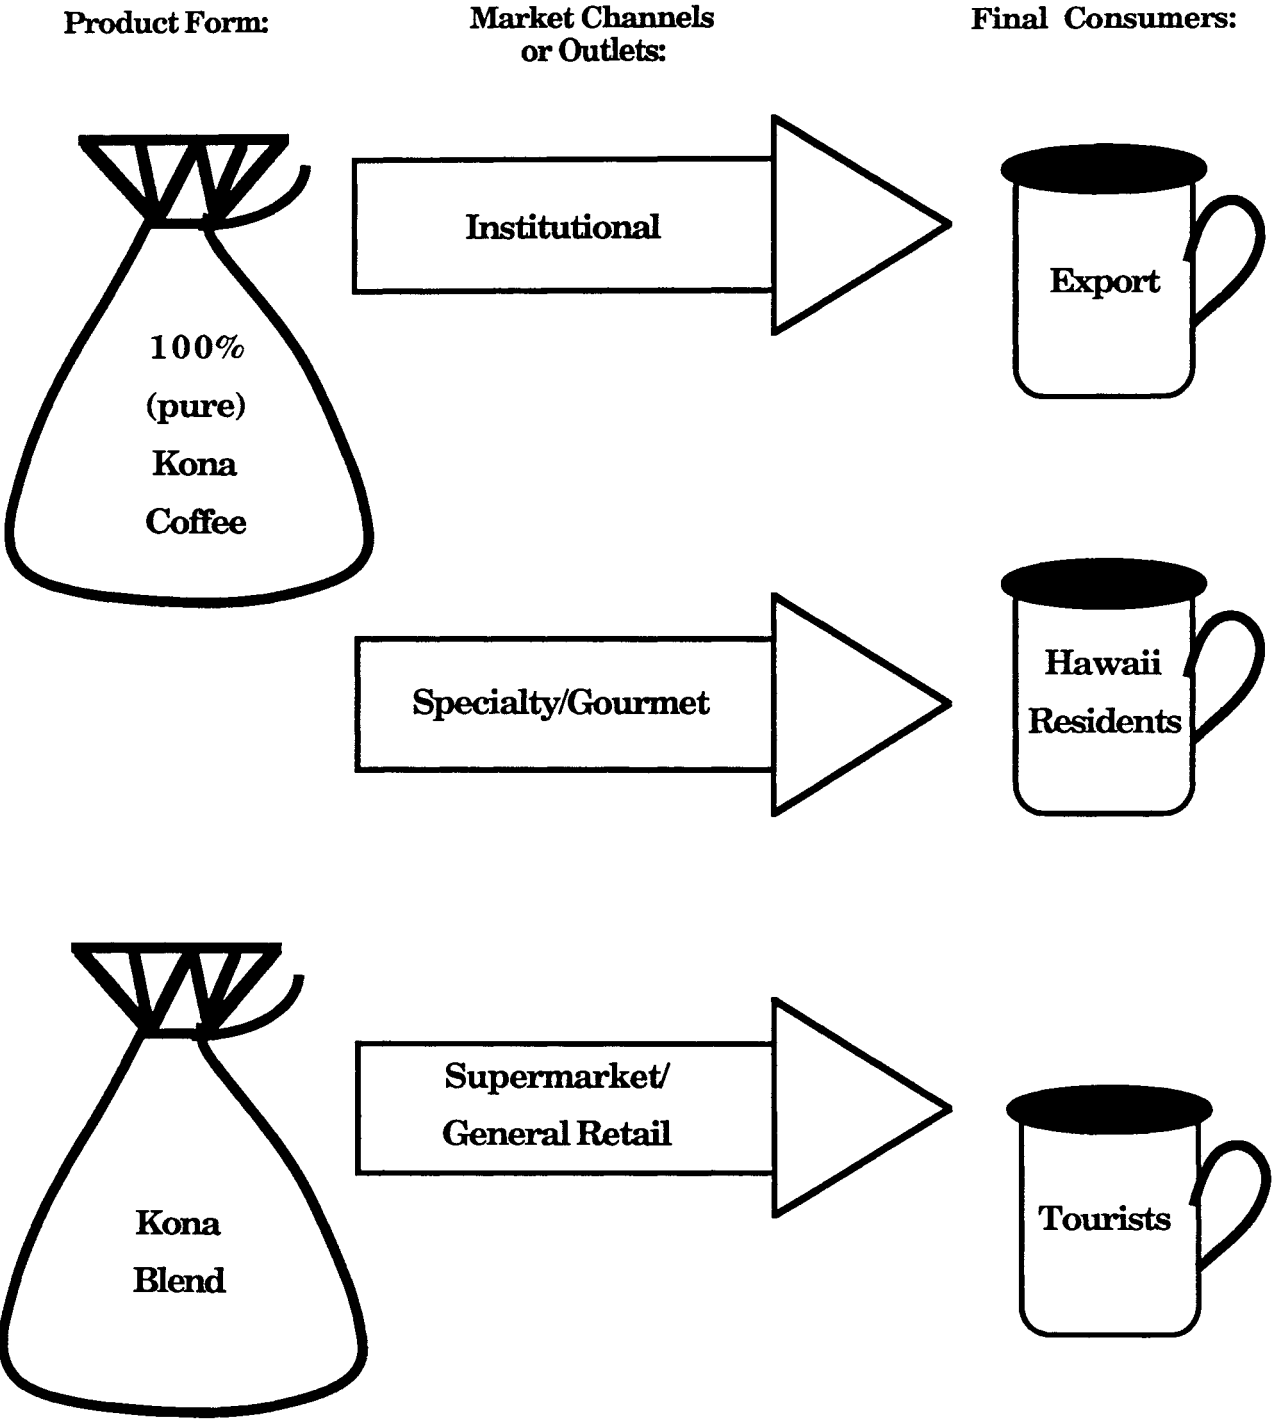 Product Form:
Market Channels
or Outlets:
Final Consumers:
100%
(pure)
Kona
Coffee
Institutional
Export
Specialty/Gourmet
Hawaii
Residents
Kona
Blend
Supermarket/
General Retail
Tourists